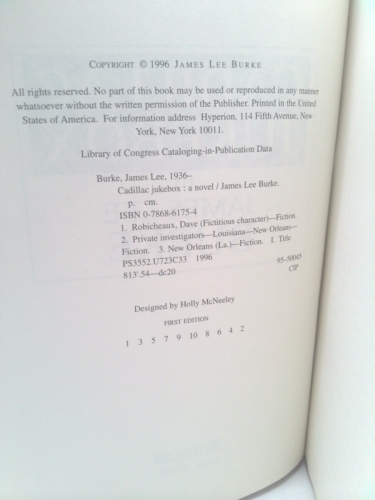 COPYRIGHT © 1996 JAMES LEE BURKE
All rights reserved. No part of this book may be used or reproduced in any manner
whatsoever without the written permission of the Publisher. Printed in the United
States of America. For information address Hyperion, 114 Fifth Avenue, New
York, New York 10011.
Library of Congress Cataloging-in-Publication Data
Burke, James Lee, 1936–
Cadillac jukebox : a novel / James Lee Burke.
p. cm.
ISBN 0-7868-6175-4
1. Robicheaux, Dave (Fictitious character)—Fiction
2. Private investigators—Louisiana—New Orleans—
Fiction. 3. New Orleans (La.)—Fiction. I. Title
PS3552.U723C33 1996
813'.54—dc20 95-50045
CIP
Designed by Holly McNeeley
FIRST EDITION
1 3 5 7 9 10 8 6 4 2